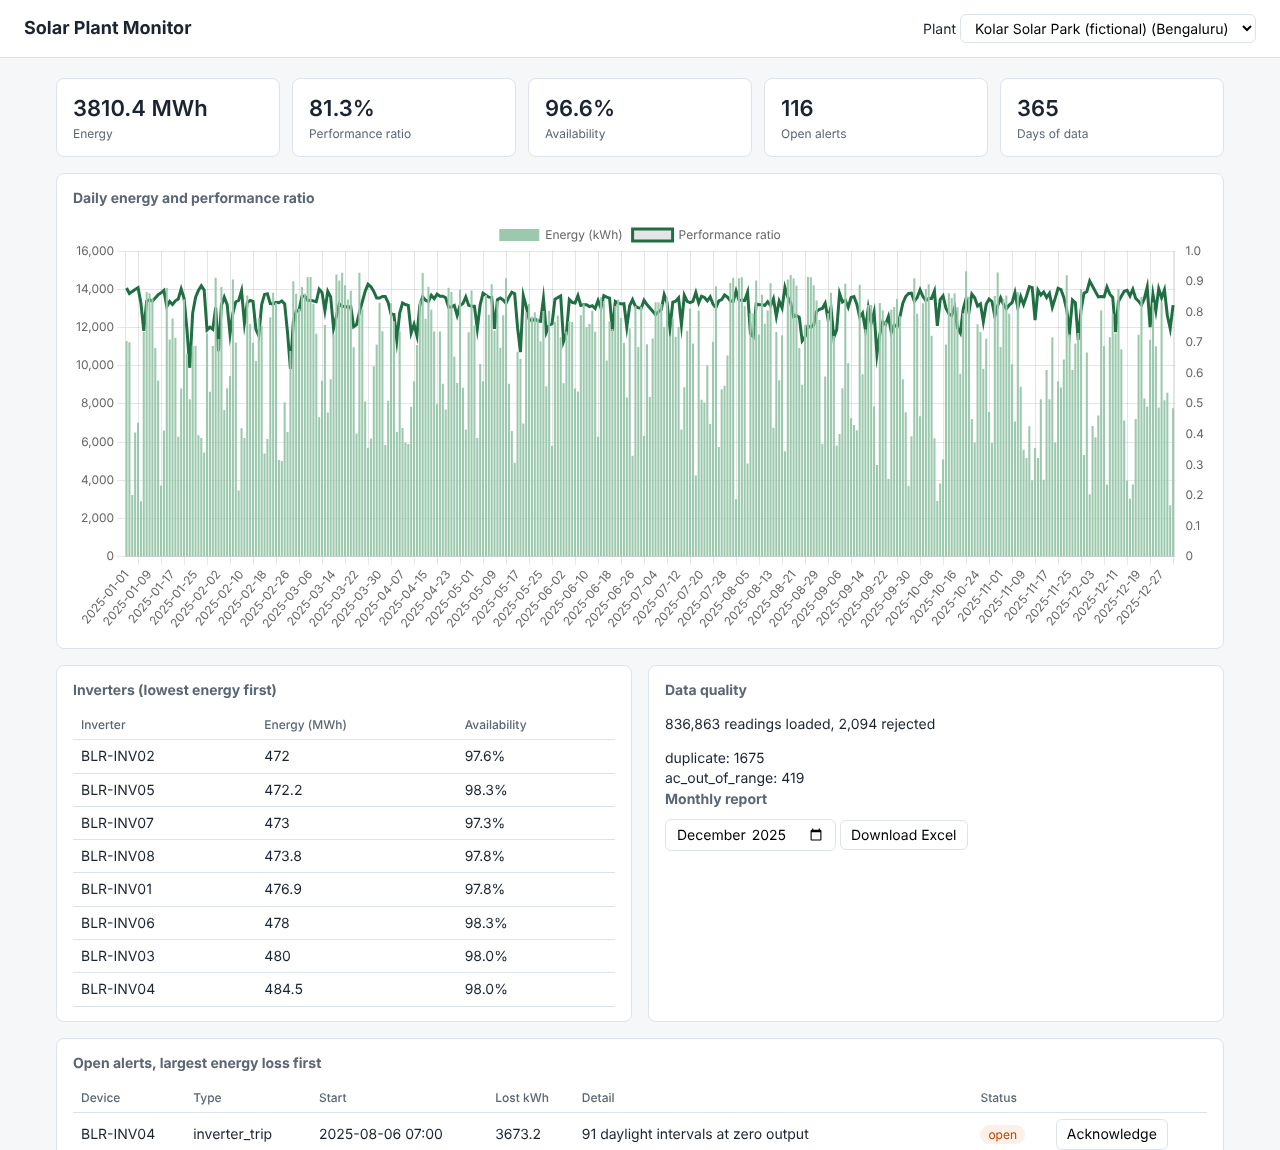 Solar Plant Monitor
Plant Kolar Solar Park (fictional) (Bengaluru)
3810.4 MWh
Energy
81.3%
Performance ratio
96.6%
Availability
116
Open alerts
365
Days of data
Daily energy and performance ratio
Energy (kWh) Performance ratio
16,000
14,000
12,000
10,000
8,000
6,000
4,000
2,000
0
1.0
0.9
0.8
0.7
0.6
0.5
0.4
0.3
0.2
0.1
0
2025-01-01
2025-01-09
2025-01-17
2025-01-25
2025-02-02
2025-02-10
2025-02-18
2025-02-26
2025-03-06
2025-03-14
2025-03-22
2025-03-30
2025-04-07
2025-04-15
2025-04-23
2025-05-01
2025-05-09
2025-05-17
2025-05-25
2025-06-02
2025-06-10
2025-06-18
2025-06-26
2025-07-04
2025-07-12
2025-07-20
2025-07-28
2025-08-05
2025-08-13
2025-08-21
2025-08-29
2025-09-06
2025-09-14
2025-09-22
2025-09-30
2025-10-08
2025-10-16
2025-10-24
2025-11-01
2025-11-09
2025-11-17
2025-11-25
2025-12-03
2025-12-11
2025-12-19
2025-12-27
Inverters (lowest energy first)
Inverter Energy (MWh) Availability
BLR-INV02 472 97.6%
BLR-INV05 472.2 98.3%
BLR-INV07 473 97.3%
BLR-INV08 473.8 97.8%
BLR-INV01 476.9 97.8%
BLR-INV06 478 98.3%
BLR-INV03 480 98.0%
BLR-INV04 484.5 98.0%
Data quality
836,863 readings loaded, 2,094 rejected
duplicate: 1675
ac_out_of_range: 419
Monthly report
December 2025 Download Excel
Open alerts, largest energy loss first
Device Type Start Lost kWh Detail Status
BLR-INV04 inverter_trip 2025-08-06 07:00 3673.2 91 daylight intervals at zero output open Acknowledge